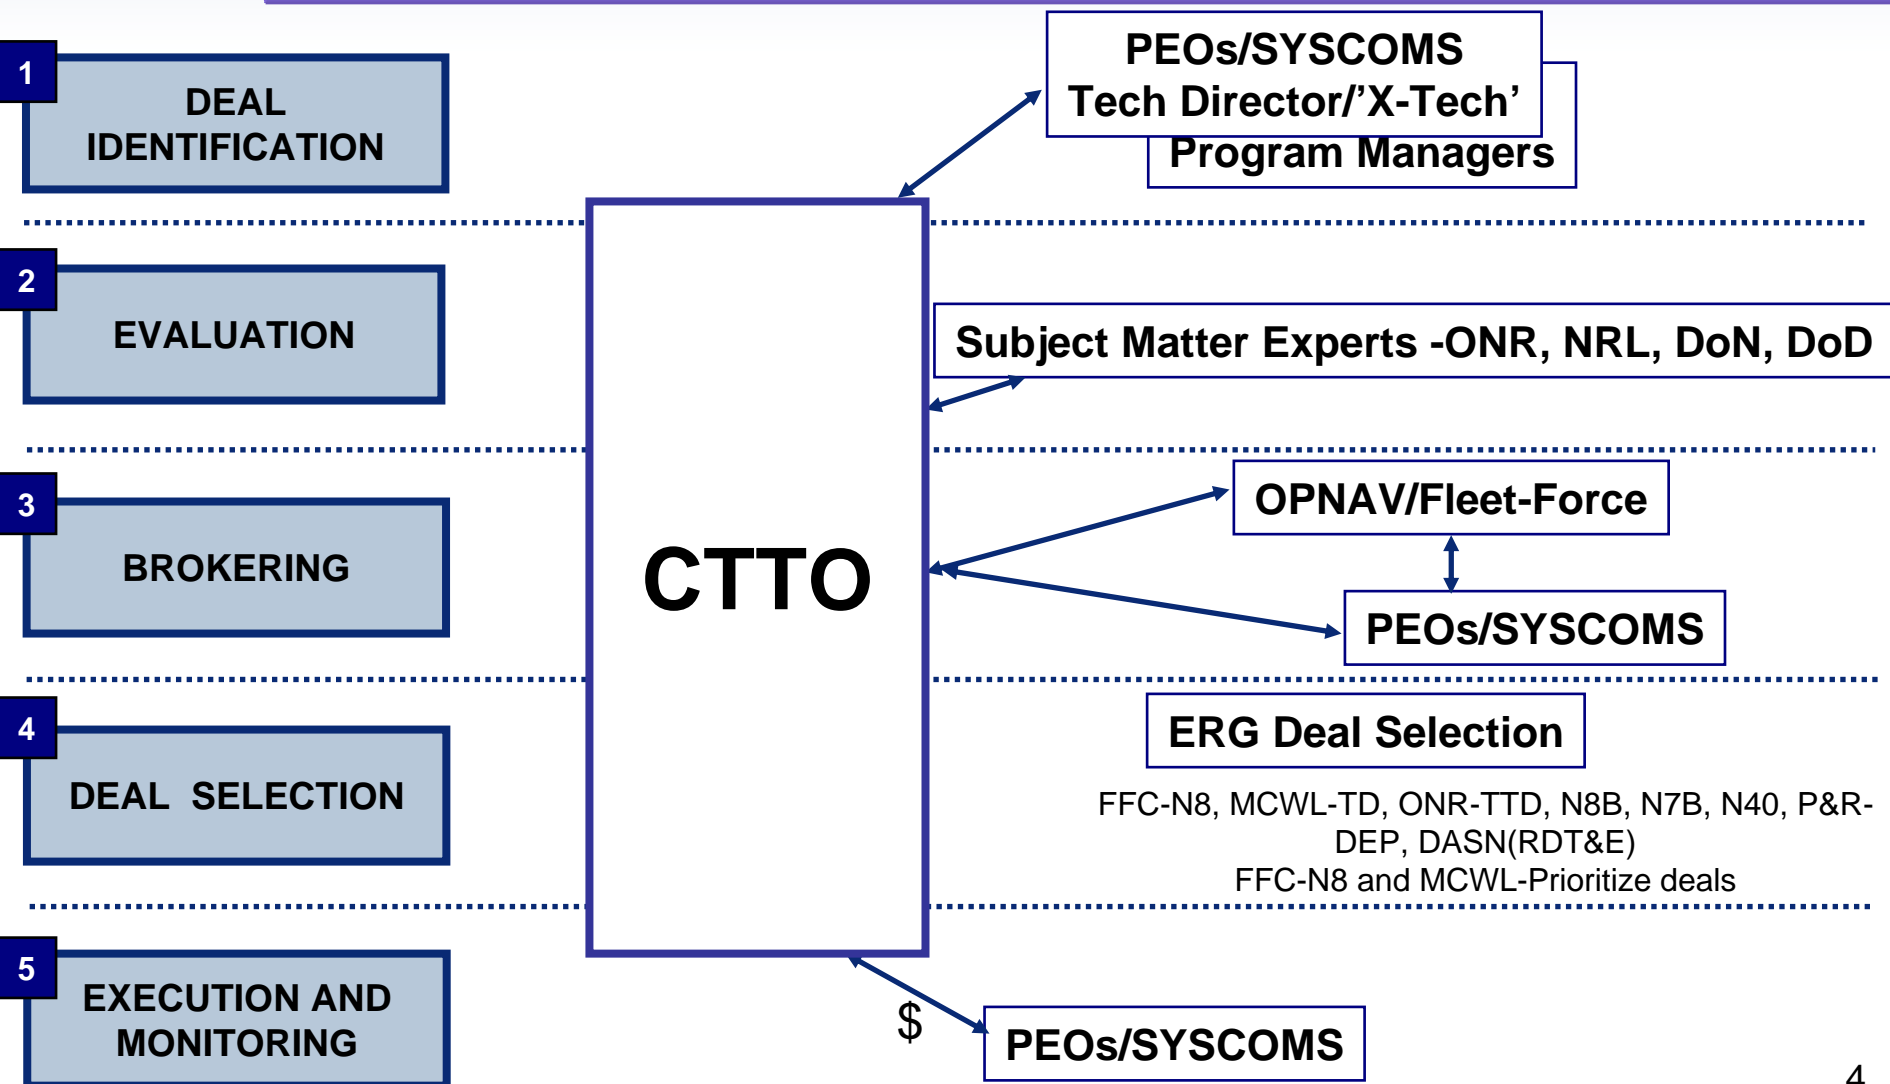 1
DEAL
IDENTIFICATION
PEOs/SYSCOMS
Tech Director/’X-Tech’
Program Managers
2
EVALUATION
Subject Matter Experts -ONR, NRL, DoN, DoD
3
BROKERING
CTTO
OPNAV/Fleet-Force
PEOs/SYSCOMS
4
DEAL  SELECTION
ERG Deal Selection
FFC-N8, MCWL-TD, ONR-TTD, N8B, N7B, N40, P&R-
DEP, DASN(RDT&E)
FFC-N8 and MCWL-Prioritize deals
5
EXECUTION AND
MONITORING
$
PEOs/SYSCOMS
4